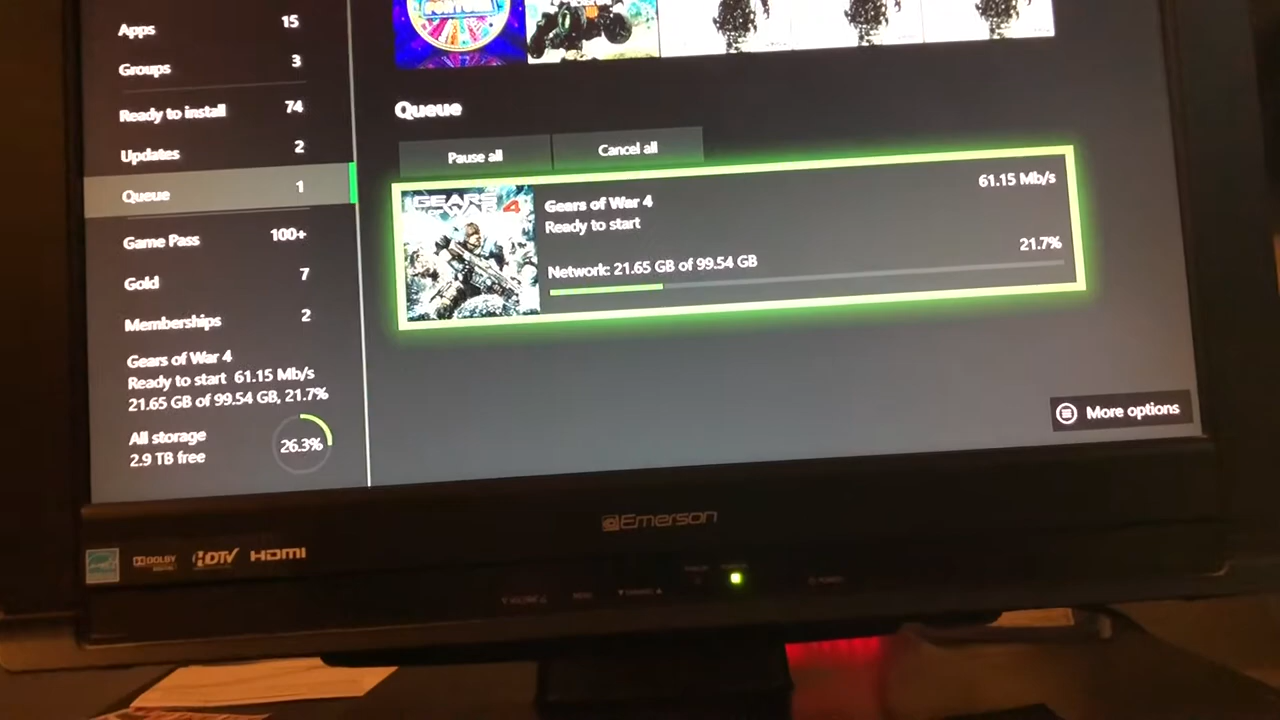 Apps 15
Groups 3
Ready to install 74
Updates 2
Queue 1
Game Pass 100+
Gold 7
Memberships 2
Gears of War 4
Ready to start 61.15 Mb/s
21.65 GB of 99.54 GB, 21.7%
All storage
2.9 TB free
26.3%
Queue
Pause all
Cancel all
GEARS
OF WAR 4
Gears of War 4
61.15 Mb/s
Ready to start
21.7%
Network: 21.65 GB of 99.54 GB
More options
Emerson
DOLBY
HDTV
HDMI